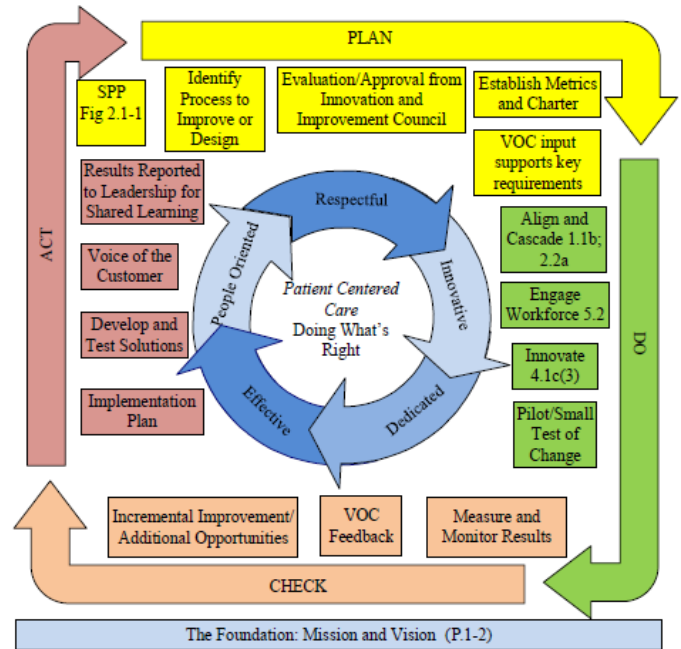 PLAN
SPP
Fig 2.1-1
Identify
Process to
Improve or
Design
Evaluation/Approval from
Innovation and
Improvement Council
Establish Metrics
and Charter
VOC input
supports key
requirements
Results Reported
to Leadership for
Shared Learning
Voice of the
Customer
Develop and
Test Solutions
Implementation
Plan
ACT
Respectful
Innovative
Dedicated
Effective
People Oriented
Patient Centered
Care
Doing What's
Right
Align and
Cascade 1.1b;
2.2a
Engage
Workforce 5.2
Innovate
4.1c(3)
Pilot/Small
Test of
Change
DO
Incremental Improvement/
Additional Opportunities
VOC
Feedback
Measure and
Monitor Results
CHECK
The Foundation: Mission and Vision (P.1-2)